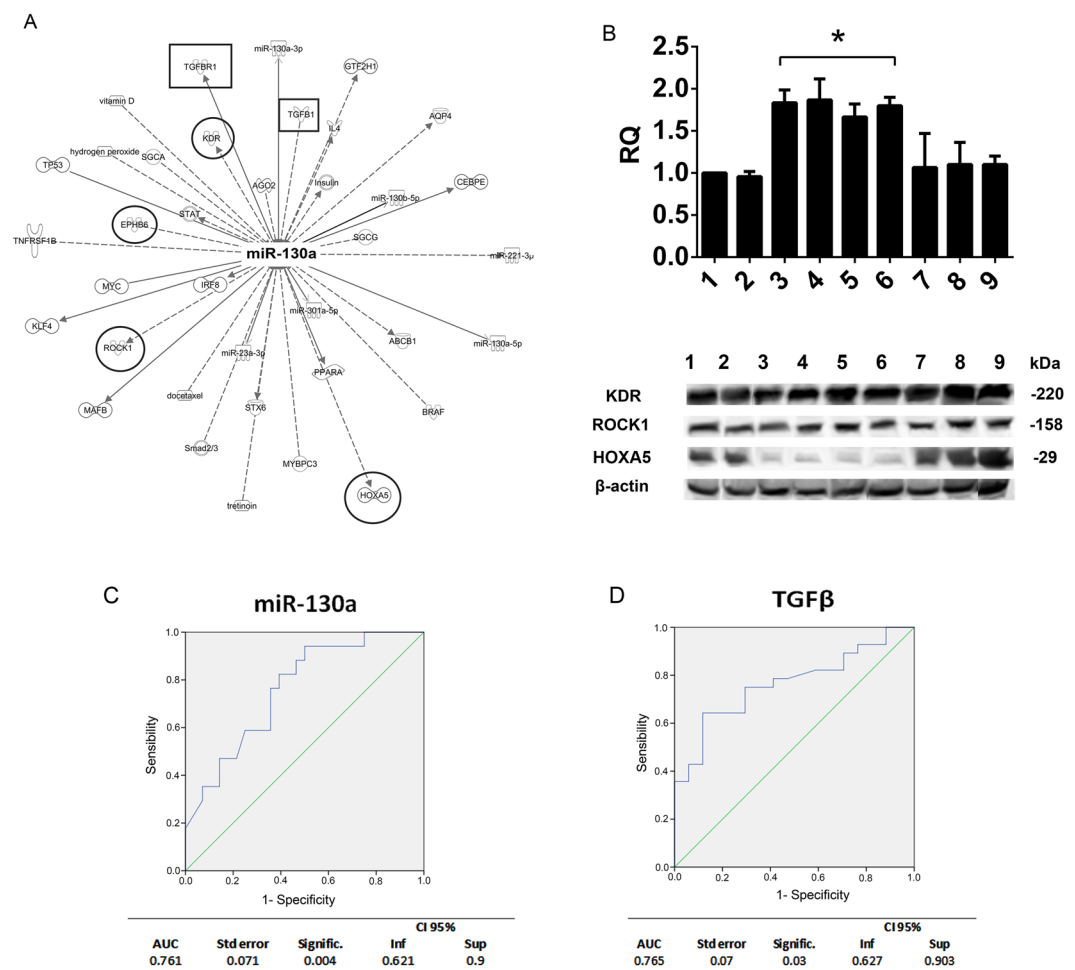 A
miR-130a-3p
TGFBR1
GTF2H1
vitamin D
TGFB1
AQP4
IL4
KDR
hydrogen peroxide
SGCA
TP53
AGO2
Insulin
CEBPE
miR-130b-5p
STAT
EPHB6
TNFRSF1B
SGCG
miR-130a
miR-221-3p
MYC
IRF8
miR-301a-5p
KLF4
ROCK1
miR-23a-3p
ABCB1
miR-130a-5p
PPARA
docetaxel
MAFB
STX6
BRAF
Smad2/3
MYBPC3
HOXA5
tretinoin
B
*
2.5
2.0
1.5
1.0
0.5
0.0
RQ
1 2 3 4 5 6 7 8 9
1 2 3 4 5 6 7 8 9 kDa
KDR -220
ROCK1 -158
HOXA5 -29
β-actin
C
miR-130a
1.0
0.8
0.6
0.4
0.2
0.0
Sensibility
0.0 0.2 0.4 0.6 0.8 1.0
1- Specificity
CI 95%
AUC Std error Signific. Inf Sup
0.761 0.071 0.004 0.621 0.9
D
TGFβ
1.0
0.8
0.6
0.4
0.2
0.0
Sensibility
0.0 0.2 0.4 0.6 0.8 1.0
1- Specificity
CI 95%
AUC Std error Signific. Inf Sup
0.765 0.07 0.03 0.627 0.903